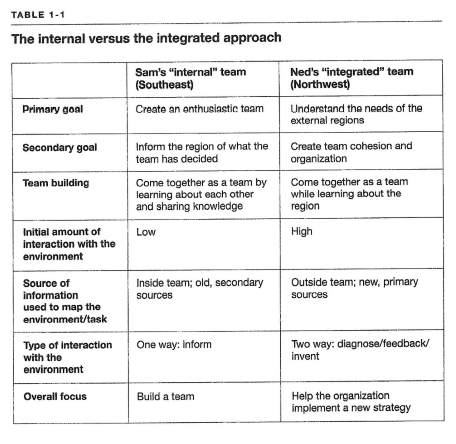 TABLE 1-1
The internal versus the integrated approach
Sam's "internal" team
(Southeast)
Ned's "integrated" team
(Northwest)
Primary goal
Create an enthusiastic team
Understand the needs of the
external regions
Secondary goal
Inform the region of what the
team has decided
Create team cohesion and
organization
Team building
Come together as a team by
learning about each other
and sharing knowledge
Come together as a team
while learning about the
region
Initial amount of
interaction with the
environment
Low
High
Source of
information
used to map the
environment/task
Inside team; old, secondary
sources
Outside team; new, primary
sources
Type of interaction
with the
environment
One way: inform
Two way: diagnose/feedback/
invent
Overall focus
Build a team
Help the organization
implement a new strategy